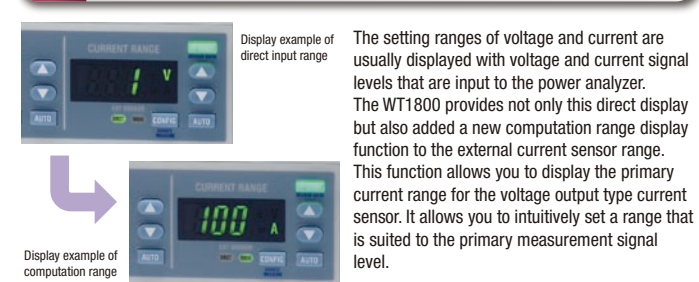 CURRENT RANGE
1 V
AUTO
CONFIG
AUTO
Display example of
direct input range
CURRENT RANGE
100 A
AUTO
CONFIG
AUTO
Display example of
computation range
The setting ranges of voltage and current are
usually displayed with voltage and current signal
levels that are input to the power analyzer.
The WT1800 provides not only this direct display
but also added a new computation range display
function to the external current sensor range.
This function allows you to display the primary
current range for the voltage output type current
sensor. It allows you to intuitively set a range that
is suited to the primary measurement signal
level.